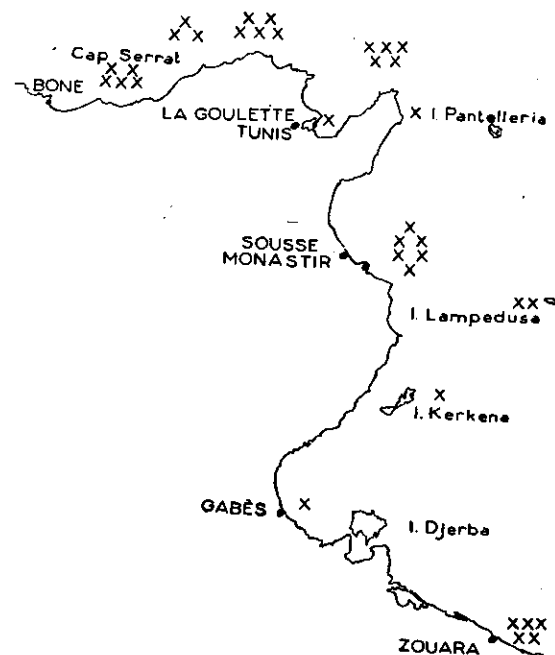 Cap Serrat
BONE
LA GOULETTE
TUNIS
I. Pantelleria
SOUSSE
MONASTIR
I. Lampedusa
I. Kerkena
GABÈS
I. Djerba
ZOUARA